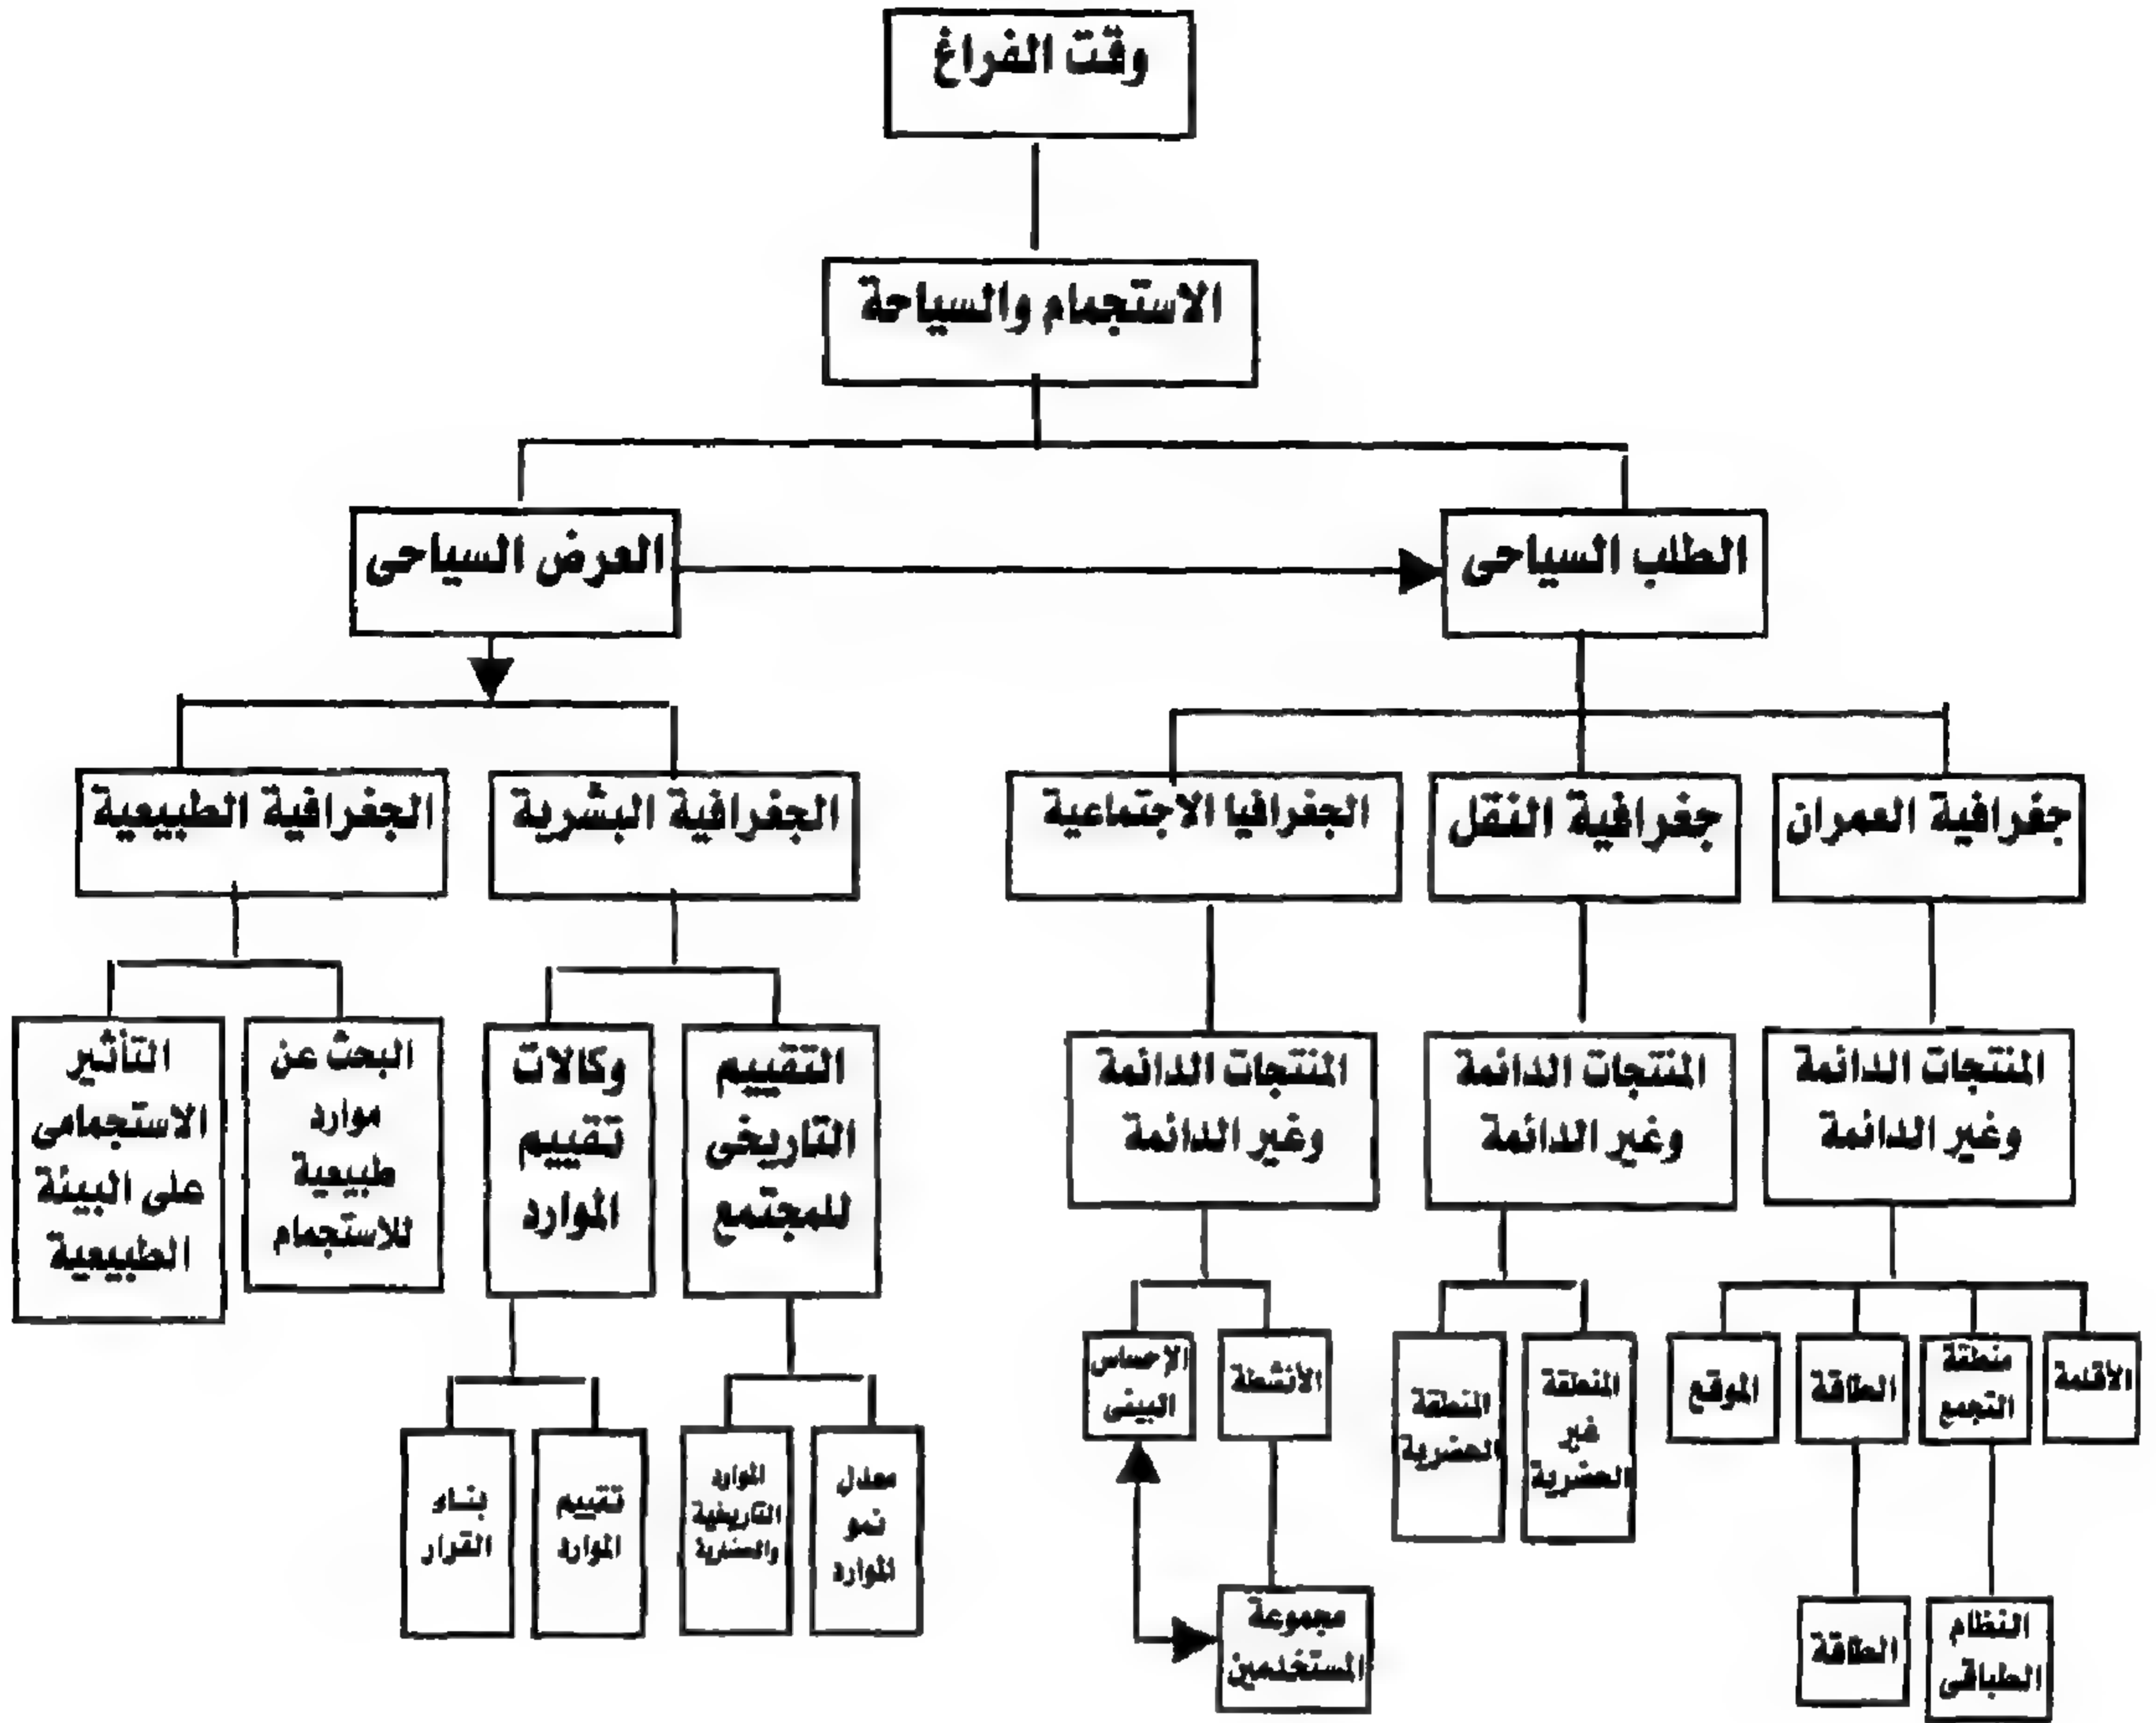 وقت الفراغ
الاستجمام والسياحة
الطلب السياحى
العرض السياحى
جغرافية العمران
جغرافية النقل
الجغرافيا الاجتماعية
الجغرافية البشرية
الجغرافية الطبيعية
المنتجات الدائمة
وغير الدائمة
المنتجات الدائمة
وغير الدائمة
المنتجات الدائمة
وغير الدائمة
التقييم
التاريخى
للمجتمع
وكالات
تقييم
الموارد
البحث عن
موارد
طبيعية
للاستجمام
التأثير
الاستجمامى
على البيئة
الطبيعية
الأقلمة
منطقة
التجمع
الطاقة
الموقع
المنطقة
غير
الحضرية
المنطقة
الحضرية
الأنشطة
الإحساس
البيئى
معدل
نمو
الموارد
الموارد
التاريخية
والحضارية
تقييم
الموارد
بناء
القرار
النظام
الطباقى
الطاقة
مجموعة
المستخدمين